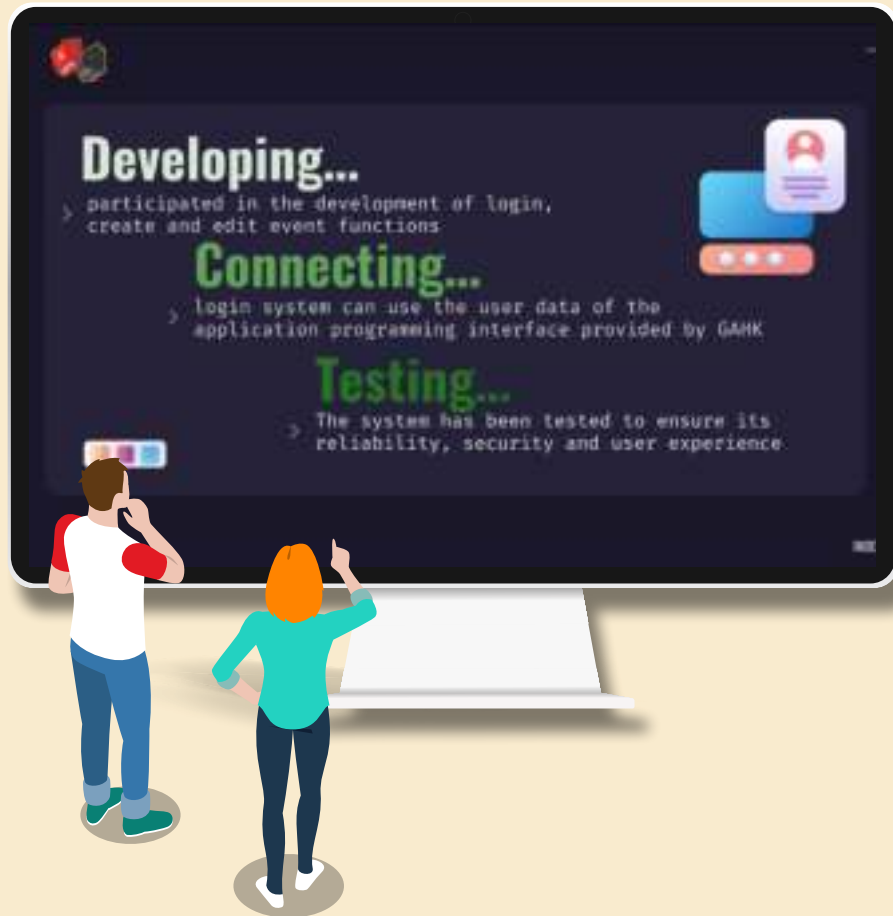 Developing...
participated in the development of login,
create and edit event functions
Connecting...
login system can use the user data of the
application programming interface provided by GAHK
Testing...
The system has been tested to ensure its
reliability, security and user experience